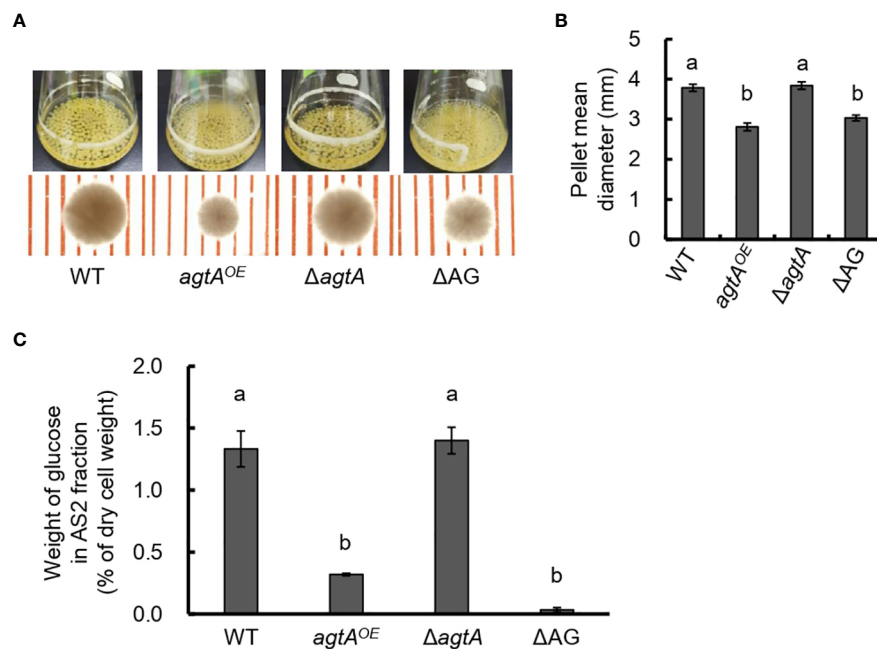 A
WT
agtA^OE
ΔagtA
ΔAG
B
Pellet mean
diameter (mm)
5
4
3
2
1
0
a
b
a
b
WT
agtA^OE
ΔagtA
ΔAG
C
Weight of glucose
in AS2 fraction
(% of dry cell weight)
2.0
1.5
1.0
0.5
0.0
a
b
a
b
WT
agtA^OE
ΔagtA
ΔAG